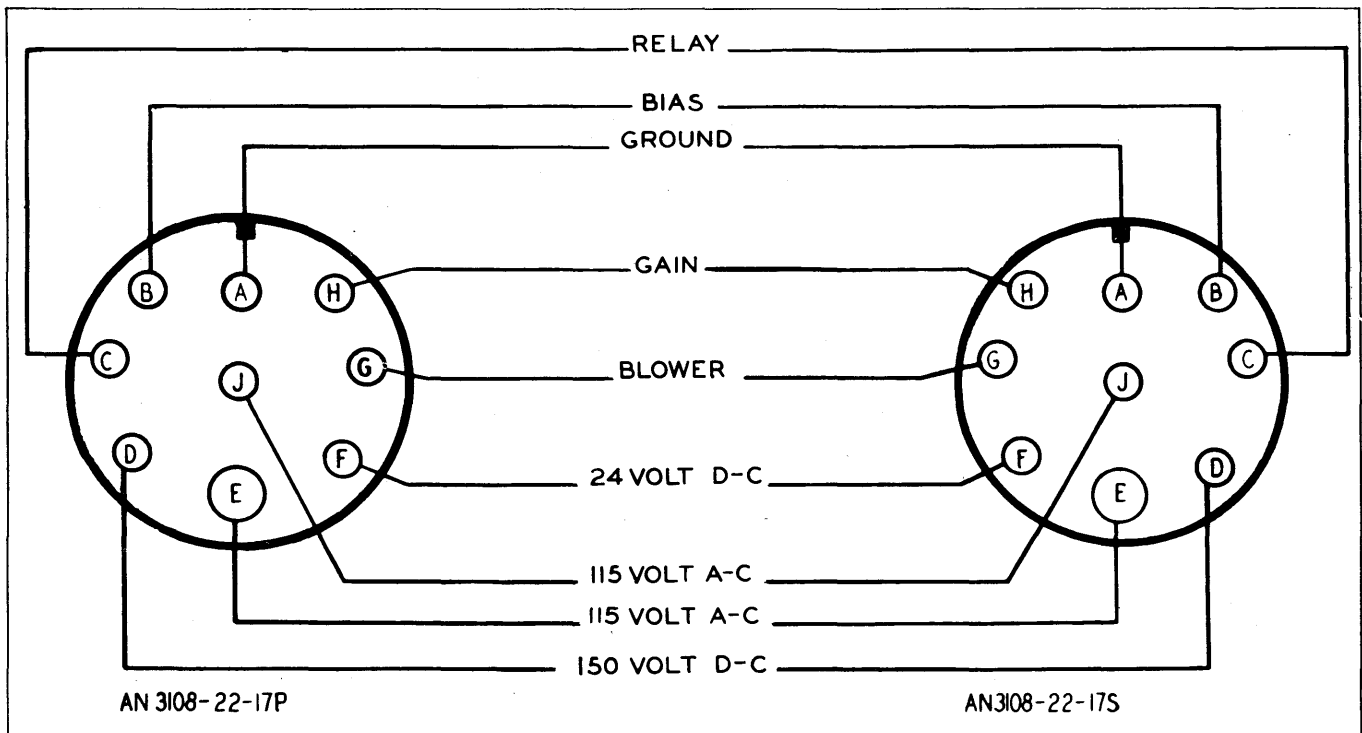 RELAY
BIAS
GROUND
GAIN
B A H
H A B
C J G
G J C
BLOWER
D E F
F E D
24 VOLT D-C
115 VOLT A-C
115 VOLT A-C
150 VOLT D-C
AN 3108-22-17P
AN3108-22-17S